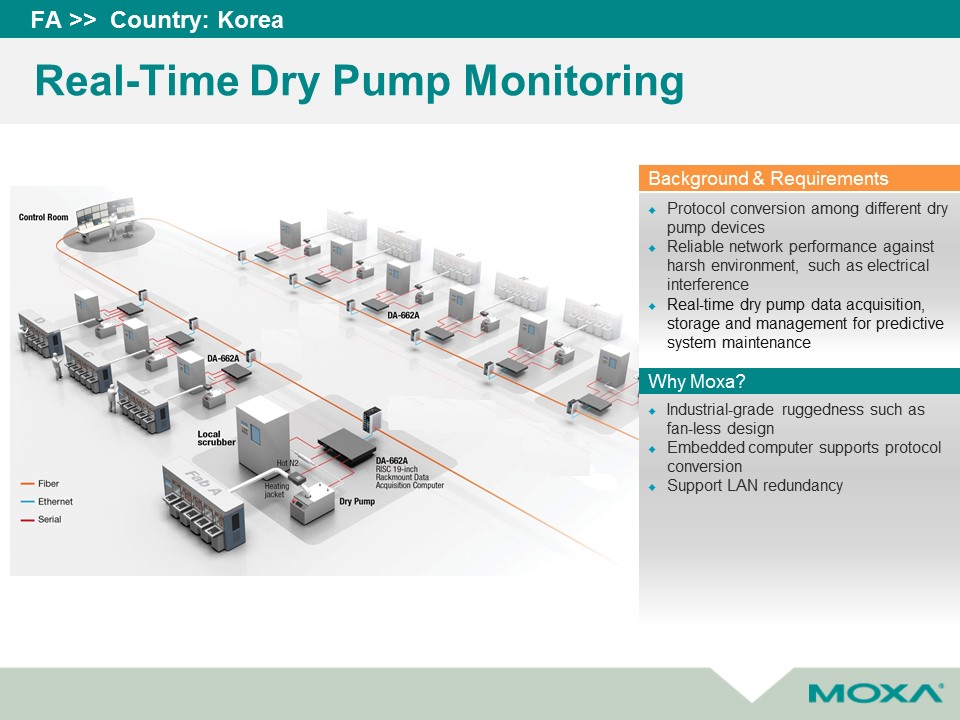 FA >> Country: Korea
Real-Time Dry Pump Monitoring
Control Room
DA-662A
D
C
B
DA-662A
Local
scrubber
Hot N2
Heating
jacket
DA-662A
RISC 19-inch
Rackmount Data
Acquisition Computer
Dry Pump
Fab A
Fiber
Ethernet
Serial
Background & Requirements
Protocol conversion among different dry
pump devices
Reliable network performance against
harsh environment, such as electrical
interference
Real-time dry pump data acquisition,
storage and management for predictive
system maintenance
Why Moxa?
Industrial-grade ruggedness such as
fan-less design
Embedded computer supports protocol
conversion
Support LAN redundancy
MOXA®